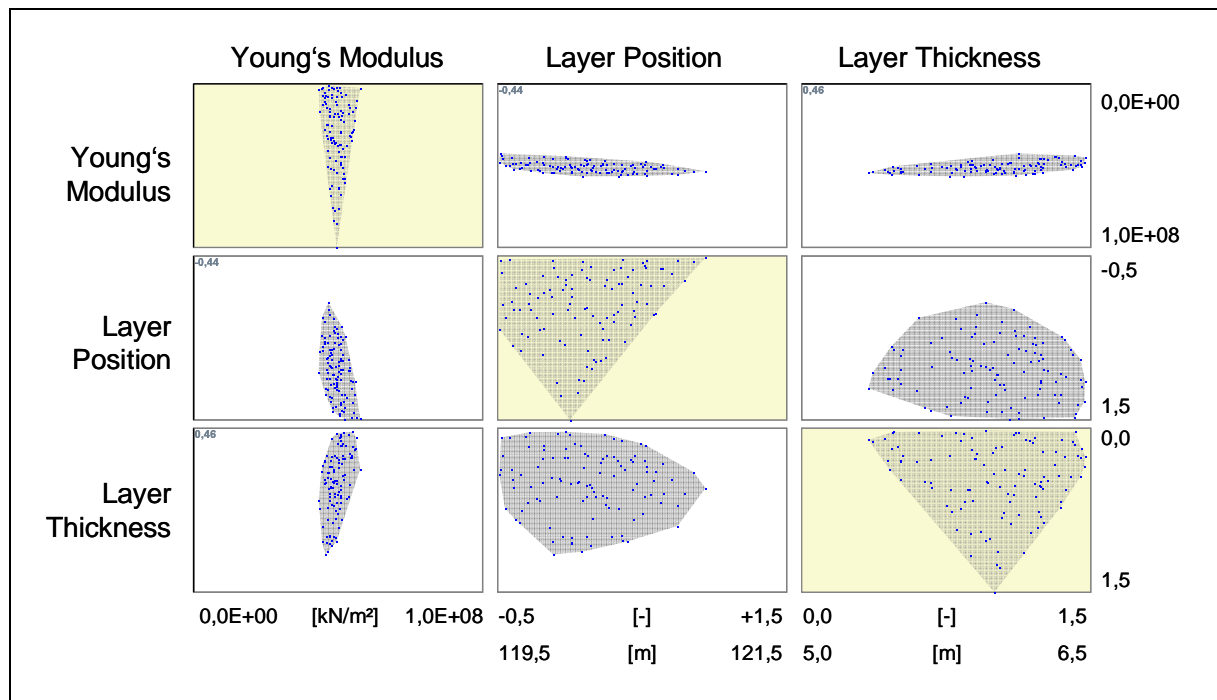 Young‘s Modulus Layer Position Layer Thickness
-0,44 0,46 0,0E+00
Young‘s
Modulus
1,0E+08
-0,44 -0,5
Layer
Position
1,5
0,46 0,0
Layer
Thickness
1,5
0,0E+00 [kN/m²] 1,0E+08 -0,5 [-] +1,5 0,0 [-] 1,5
119,5 [m] 121,5 5,0 [m] 6,5